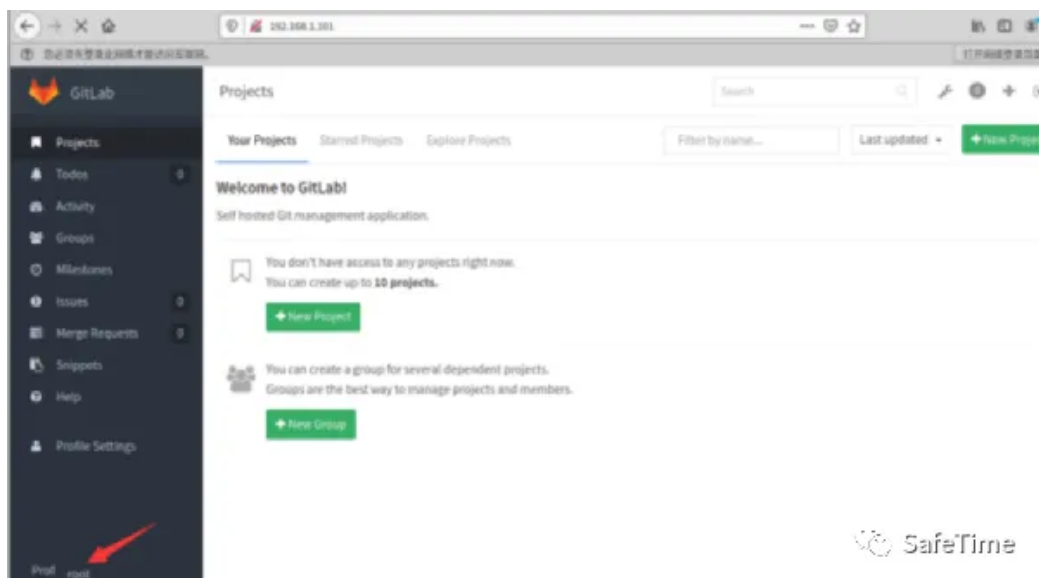 192.168.1.101
GitLab
Projects
Search
Projects
Todos 0
Activity
Groups
Milestones
Issues 0
Merge Requests 0
Snippets
Help
Profile Settings
Prof root
Your Projects Starred Projects Explore Projects
Filter by name...
Last updated
New Proje
Welcome to GitLab!
Self hosted Git management application.
You don't have access to any projects right now.
You can create up to 10 projects.
New Project
You can create a group for several dependent projects.
Groups are the best way to manage projects and members.
New Group
SafeTime